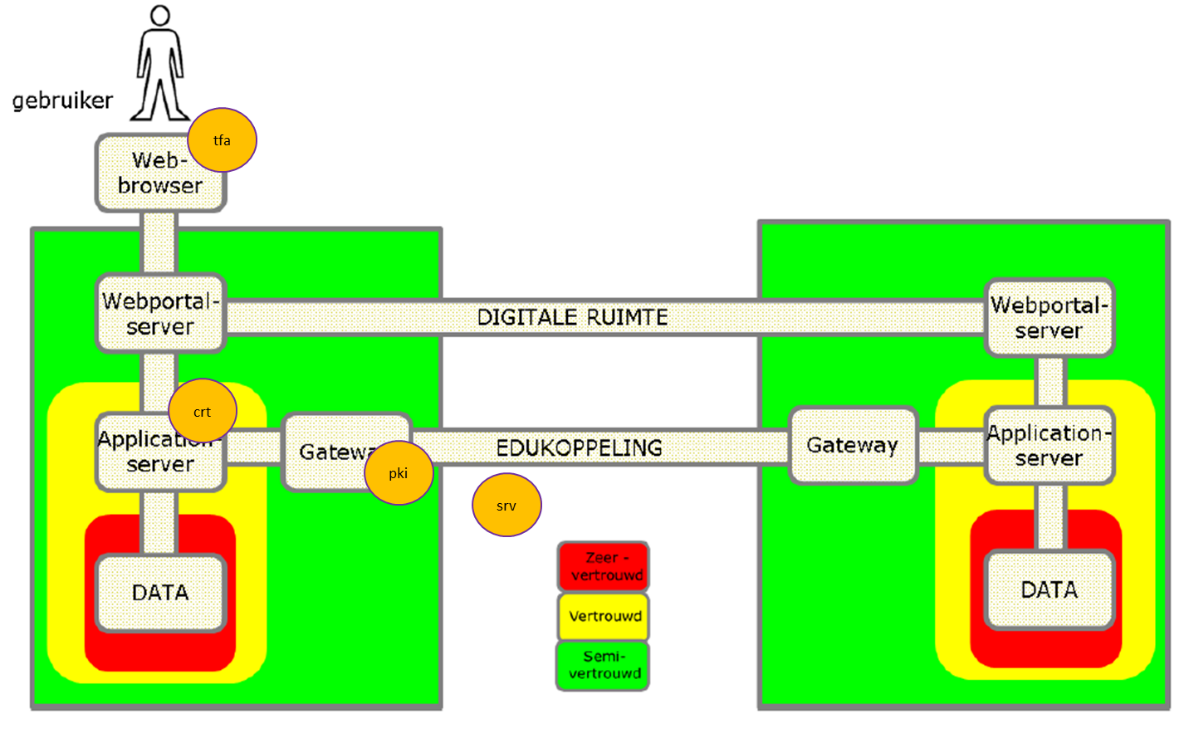 gebruiker
tfa
Web-
browser
Webportal-
server
DIGITALE RUIMTE
Webportal-
server
crt
Application-
server
Gatewa
pki
EDUKOPPELING
srv
Gateway
Application-
server
DATA
Zeer -
vertrouwd
Vertrouwd
Semi-
vertrouwd
DATA